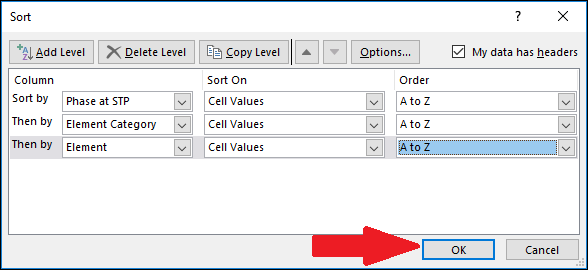 Sort
Add Level Delete Level Copy Level Options... My data has headers
Column Sort On Order
Sort by Phase at STP Cell Values A to Z
Then by Element Category Cell Values A to Z
Then by Element Cell Values A to Z
OK Cancel